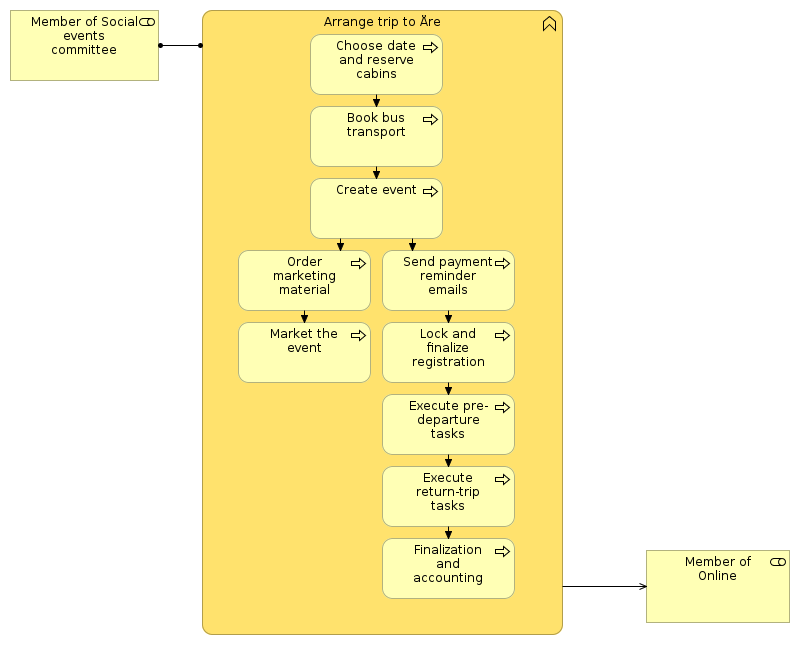 Member of Social
events
committee
Arrange trip to Åre
Choose date
and reserve
cabins
Book bus
transport
Create event
Order
marketing
material
Send payment
reminder
emails
Market the
event
Lock and
finalize
registration
Execute pre-
departure
tasks
Execute
return-trip
tasks
Finalization
and
accounting
Member of
Online